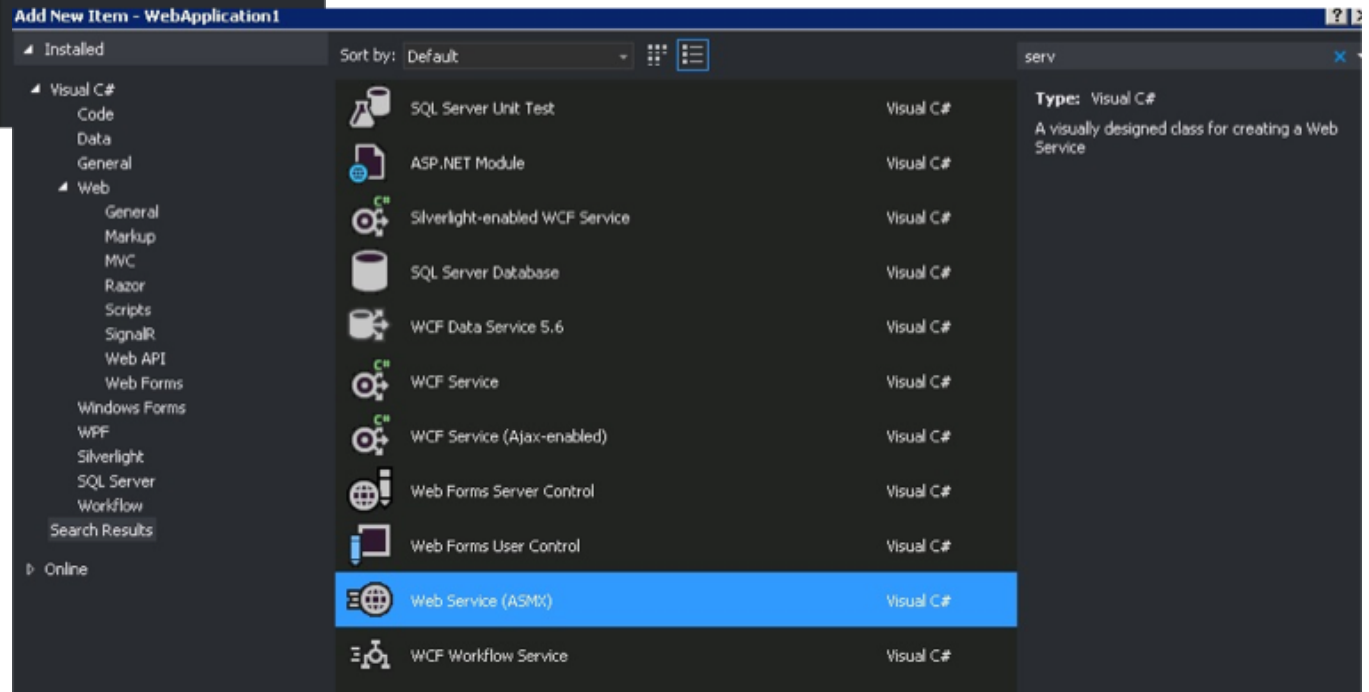 Add New Item - WebApplication1
?
Installed
Sort by: Default
serv
Visual C#
Code
Data
General
Web
General
Markup
MVC
Razor
Scripts
SignalR
Web API
Web Forms
Windows Forms
WPF
Silverlight
SQL Server
Workflow
Search Results
Online
SQL Server Unit Test Visual C#
ASP.NET Module Visual C#
C#
Silverlight-enabled WCF Service Visual C#
SQL Server Database Visual C#
WCF Data Service 5.6 Visual C#
C#
WCF Service Visual C#
C#
WCF Service (Ajax-enabled) Visual C#
Web Forms Server Control Visual C#
Web Forms User Control Visual C#
Web Service (ASMX) Visual C#
WCF Workflow Service Visual C#
Type: Visual C#
A visually designed class for creating a Web
Service